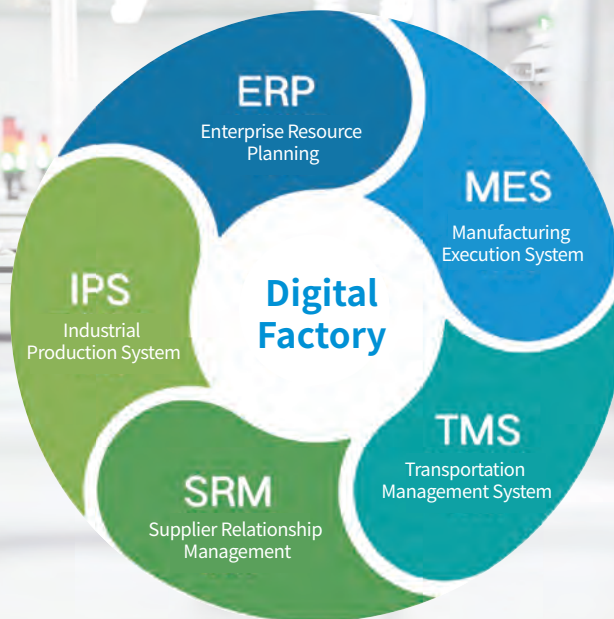 ERP
Enterprise Resource
Planning
MES
Manufacturing
Execution System
IPS
Industrial
Production System
Digital
Factory
TMS
Transportation
Management System
SRM
Supplier Relationship
Management